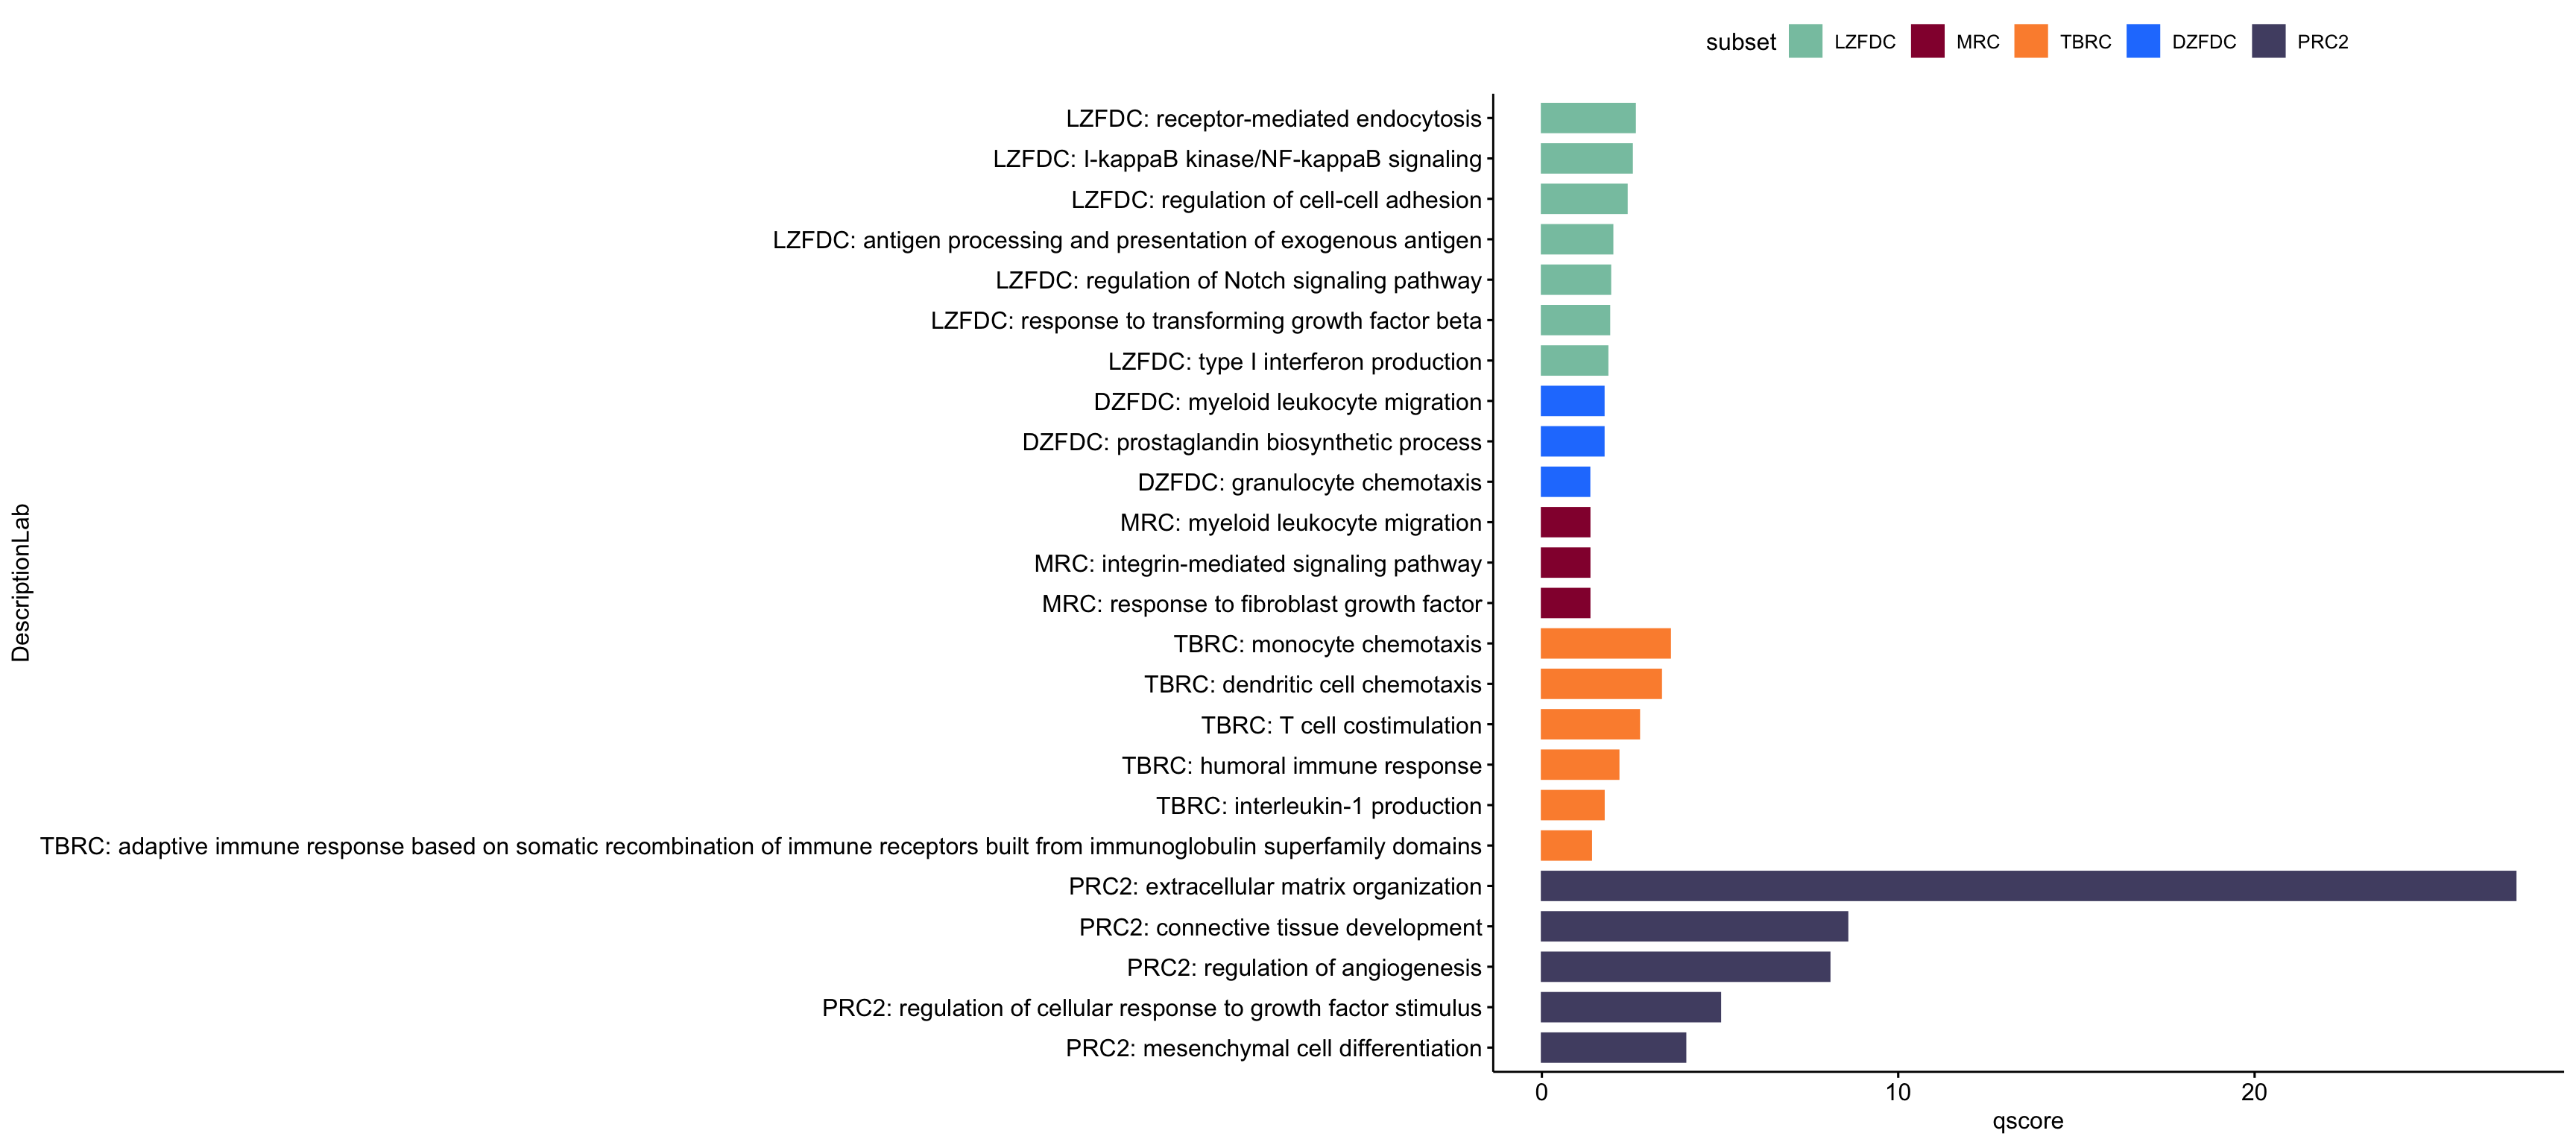 subset LZFDC MRC TBRC DZFDC PRC2
LZFDC: receptor-mediated endocytosis
LZFDC: I-kappaB kinase/NF-kappaB signaling
LZFDC: regulation of cell-cell adhesion
LZFDC: antigen processing and presentation of exogenous antigen
LZFDC: regulation of Notch signaling pathway
LZFDC: response to transforming growth factor beta
LZFDC: type I interferon production
DZFDC: myeloid leukocyte migration
DZFDC: prostaglandin biosynthetic process
DZFDC: granulocyte chemotaxis
MRC: myeloid leukocyte migration
MRC: integrin-mediated signaling pathway
MRC: response to fibroblast growth factor
TBRC: monocyte chemotaxis
TBRC: dendritic cell chemotaxis
TBRC: T cell costimulation
TBRC: humoral immune response
TBRC: interleukin-1 production
TBRC: adaptive immune response based on somatic recombination of immune receptors built from immunoglobulin superfamily domains
PRC2: extracellular matrix organization
PRC2: connective tissue development
PRC2: regulation of angiogenesis
PRC2: regulation of cellular response to growth factor stimulus
PRC2: mesenchymal cell differentiation
DescriptionLab
0 10 20
qscore